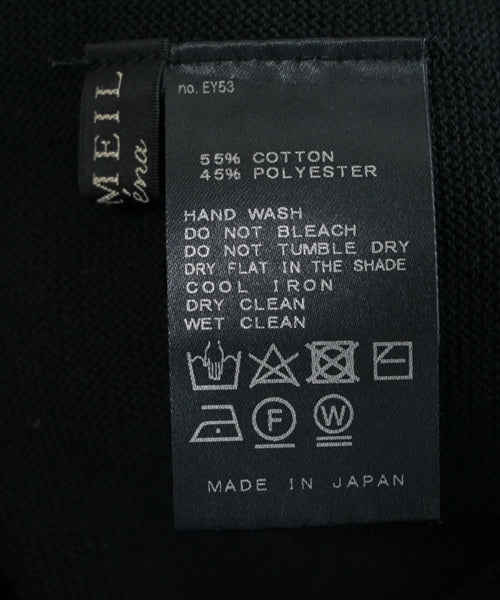 MEIL
éna
no. EY53
55% COTTON
45% POLYESTER
HAND WASH
DO NOT BLEACH
DO NOT TUMBLE DRY
DRY FLAT IN THE SHADE
COOL IRON
DRY CLEAN
WET CLEAN
F W
MADE IN JAPAN